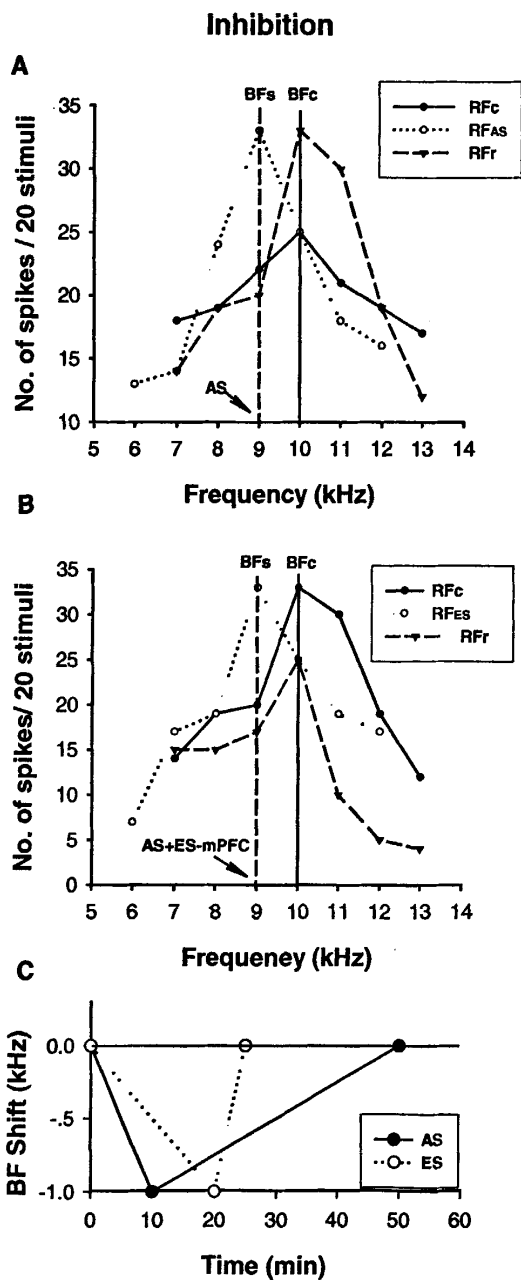 Inhibition
A
BFs BFc
RFc
RFAS
RFr
No. of spikes / 20 stimuli
35
30
25
20
15
10
AS
5 6 7 8 9 10 11 12 13 14
Frequency (kHz)
B
BFs BFc
RFc
RFES
RFr
No. of spikes/ 20 stimuli
35
30
25
20
15
10
5
0
AS+ES-mPFC
5 6 7 8 9 10 11 12 13 14
Frequeney (kHz)
C
BF Shift (kHz)
0.0
-.5
-1.0
AS
ES
0 10 20 30 40 50 60
Time (min)